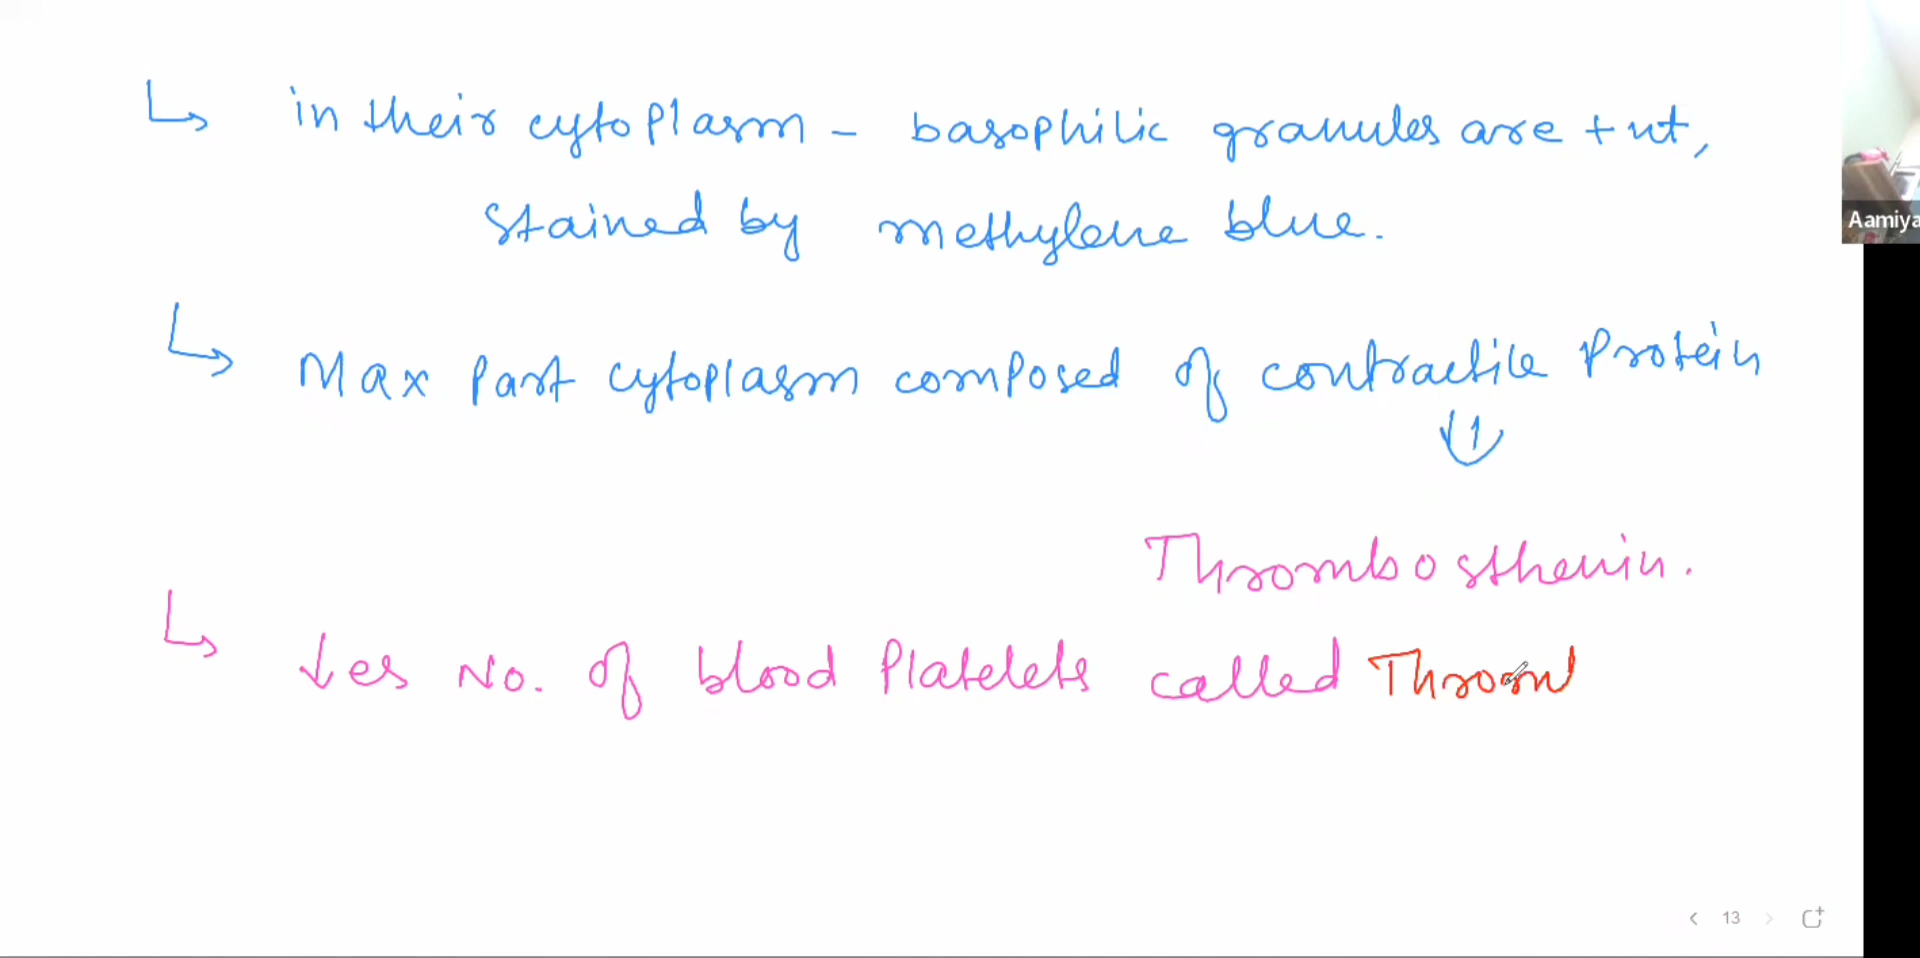 ↳ in their cytoplasm - basophilic granules are +nt,
stained by methylene blue.
↳ Max Part cytoplasm composed of contractile Protein
Thrombosthenin.
↳ ↓es No. of blood Platelets called Throm
Aamiya
13